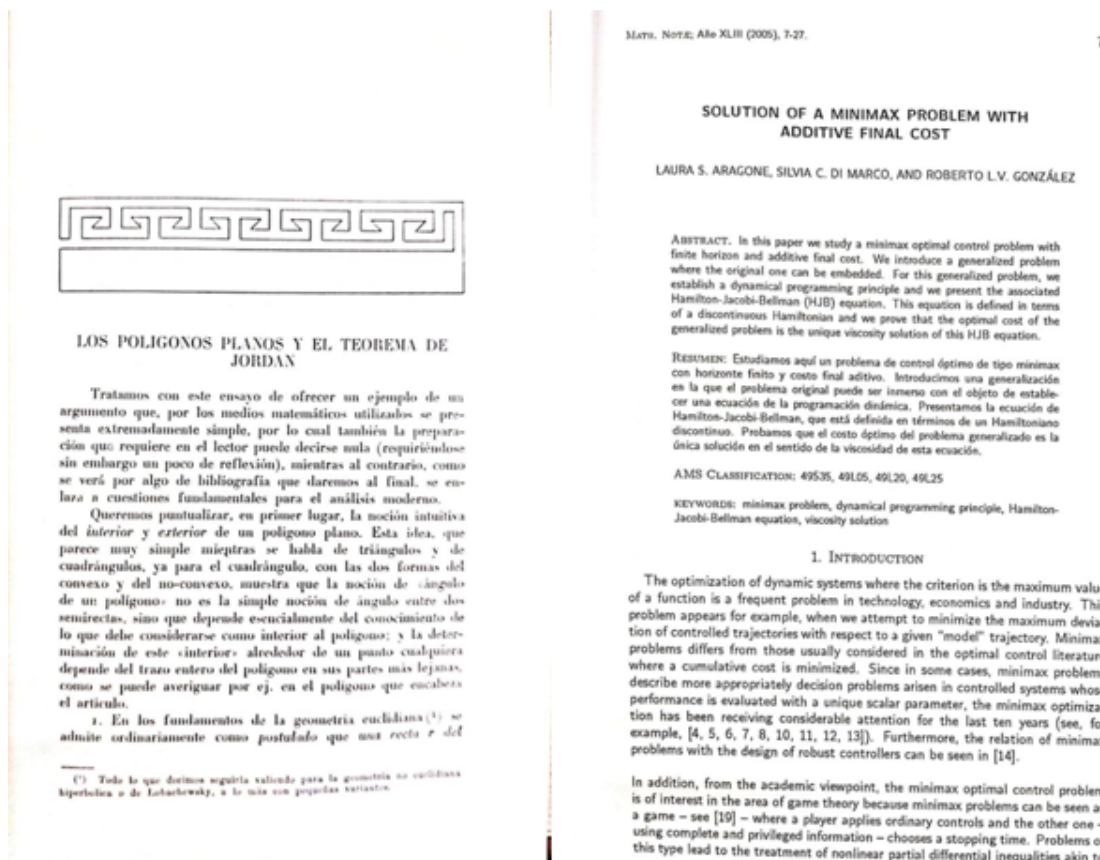 LOS POLIGONOS PLANOS Y EL TEOREMA DE
JORDAN
Tratamos con este ensayo de ofrecer un ejemplo de un
argumento que, por los medios matemáticos utilizados se pre-
senta extremadamente simple, por lo cual también la prepara-
ción que requiere en el lector puede decirse nula (requiriéndose
sin embargo un poco de reflexión), mientras al contrario, como
se verá por algo de bibliografía que daremos al final, se en-
laza a cuestiones fundamentales para el análisis moderno.
Queremos puntualizar, en primer lugar, la noción intuitiva
del interior y exterior de un polígono plano. Esta idea, que
parece muy simple mientras se habla de triángulos y de
cuadrángulos, ya para el cuadrángulo, con las dos formas del
convexo y del no-convexo, muestra que la noción de «ángulo
de un polígono» no es la simple noción de ángulo entre dos
semirectas, sino que depende esencialmente del conocimiento de
lo que debe considerarse como interior al polígono; y la deter-
minación de este «interior» alrededor de un punto cualquiera
depende del trazo entero del polígono en sus partes más lejanas,
como se puede averiguar por ej. en el polígono que encabeza
el artículo.
1. En los fundamentos de la geometría euclidiana (¹) se
admite ordinariamente como postulado que una recta r del
(¹) Todo lo que decimos seguiría valiendo para la geometría no euclidiana
hiperbólica o de Lobachewsky, a lo más con pequeñas variantes.
MATH. NOTÆ; Año XLIII (2005), 7-27.
SOLUTION OF A MINIMAX PROBLEM WITH
ADDITIVE FINAL COST
LAURA S. ARAGONE, SILVIA C. DI MARCO, AND ROBERTO L.V. GONZÁLEZ
ABSTRACT. In this paper we study a minimax optimal control problem with
finite horizon and additive final cost. We introduce a generalized problem
where the original one can be embedded. For this generalized problem, we
establish a dynamical programming principle and we present the associated
Hamilton-Jacobi-Bellman (HJB) equation. This equation is defined in terms
of a discontinuous Hamiltonian and we prove that the optimal cost of the
generalized problem is the unique viscosity solution of this HJB equation.
RESUMEN: Estudiamos aquí un problema de control óptimo de tipo minimax
con horizonte finito y costo final aditivo. Introducimos una generalización
en la que el problema original puede ser inmerso con el objeto de estable-
cer una ecuación de la programación dinámica. Presentamos la ecuación de
Hamilton-Jacobi-Bellman, que está definida en términos de un Hamiltoniano
discontinuo. Probamos que el costo óptimo del problema generalizado es la
única solución en el sentido de la viscosidad de esta ecuación.
AMS CLASSIFICATION: 49S35, 49L05, 49L20, 49L25
KEYWORDS: minimax problem, dynamical programming principle, Hamilton-
Jacobi-Bellman equation, viscosity solution
1. INTRODUCTION
The optimization of dynamic systems where the criterion is the maximum valu
of a function is a frequent problem in technology, economics and industry. Thi
problem appears for example, when we attempt to minimize the maximum devia
tion of controlled trajectories with respect to a given "model" trajectory. Minima
problems differs from those usually considered in the optimal control literatur
where a cumulative cost is minimized. Since in some cases, minimax problem
describe more appropriately decision problems arisen in controlled systems whos
performance is evaluated with a unique scalar parameter, the minimax optimiza
tion has been receiving considerable attention for the last ten years (see, fo
example, [4, 5, 6, 7, 8, 10, 11, 12, 13]). Furthermore, the relation of minima
problems with the design of robust controllers can be seen in [14].
In addition, from the academic viewpoint, the minimax optimal control problem
is of interest in the area of game theory because minimax problems can be seen a
a game – see [19] – where a player applies ordinary controls and the other one –
using complete and privileged information – chooses a stopping time. Problems o
this type lead to the treatment of nonlinear partial differential inequalities akin to